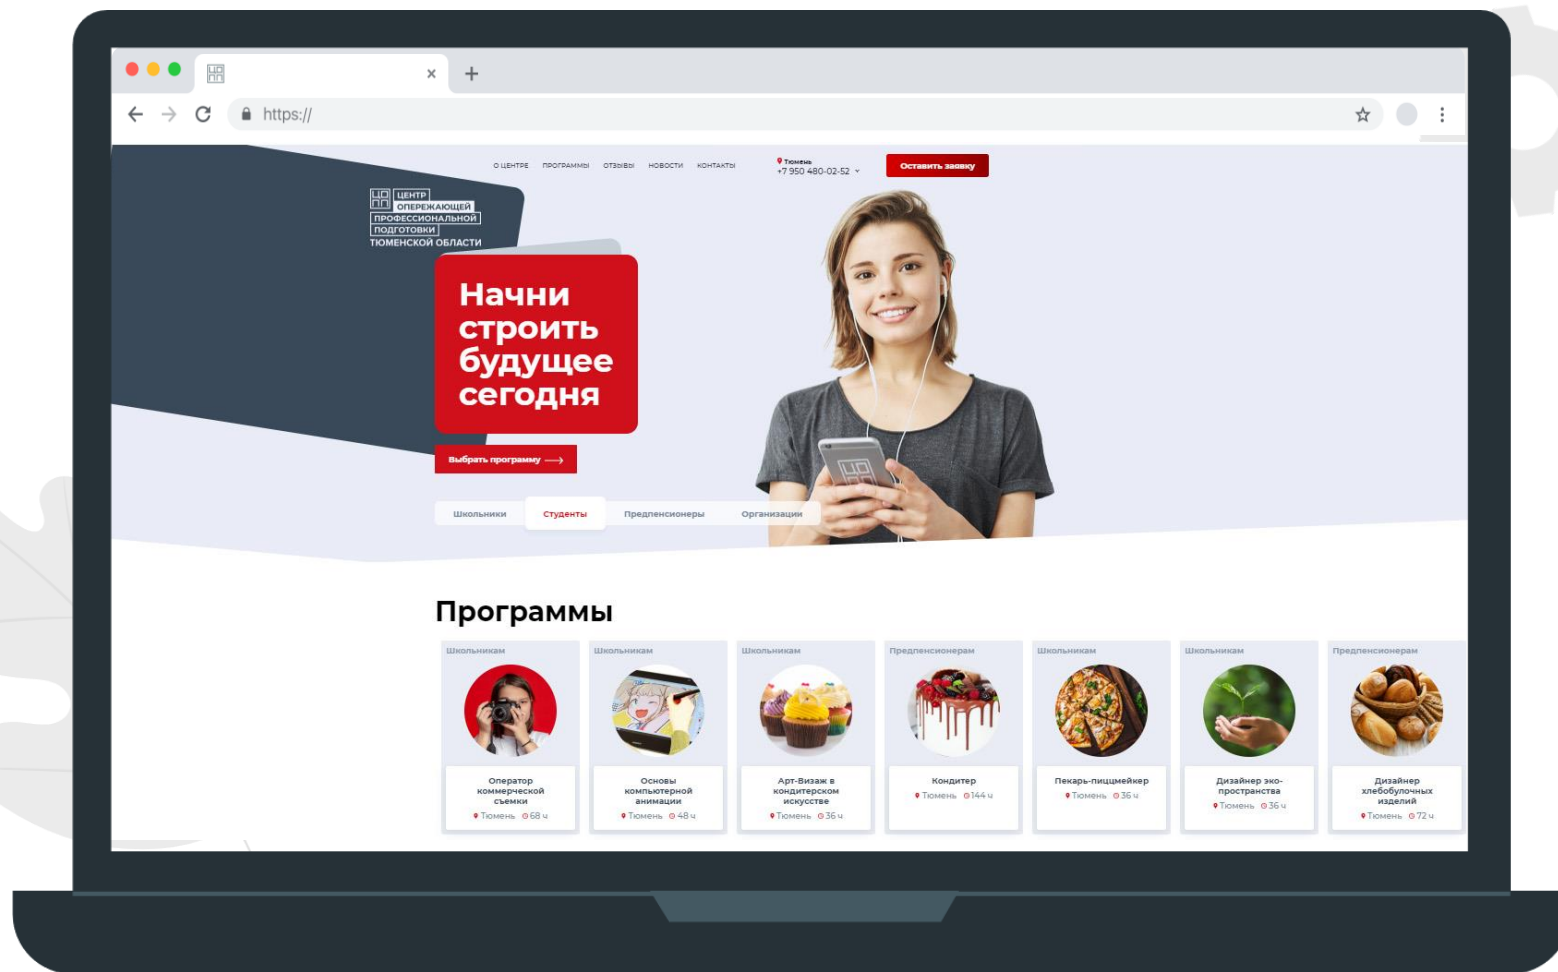 https://
О ЦЕНТРЕ ПРОГРАММЫ ОТЗЫВЫ НОВОСТИ КОНТАКТЫ
Тюмень
+7 950 480-02-52
Оставить заявку
ЦО
ПП
ЦЕНТР
ОПЕРЕЖАЮЩЕЙ
ПРОФЕССИОНАЛЬНОЙ
ПОДГОТОВКИ
ТЮМЕНСКОЙ ОБЛАСТИ
Начни
строить
будущее
сегодня
Выбрать программу
Школьники Студенты Предпенсионеры Организации
Программы
Школьникам
Оператор
коммерческой
съемки
Тюмень 68 ч
Школьникам
Основы
компьютерной
анимации
Тюмень 48 ч
Школьникам
Арт-Визаж в
кондитерском
искусстве
Тюмень 36 ч
Предпенсионерам
Кондитер
Тюмень 144 ч
Школьникам
Пекарь-пиццмейкер
Тюмень 36 ч
Школьникам
Дизайнер эко-
пространства
Тюмень 36 ч
Предпенсионерам
Дизайнер
хлебобулочных
изделий
Тюмень 72 ч